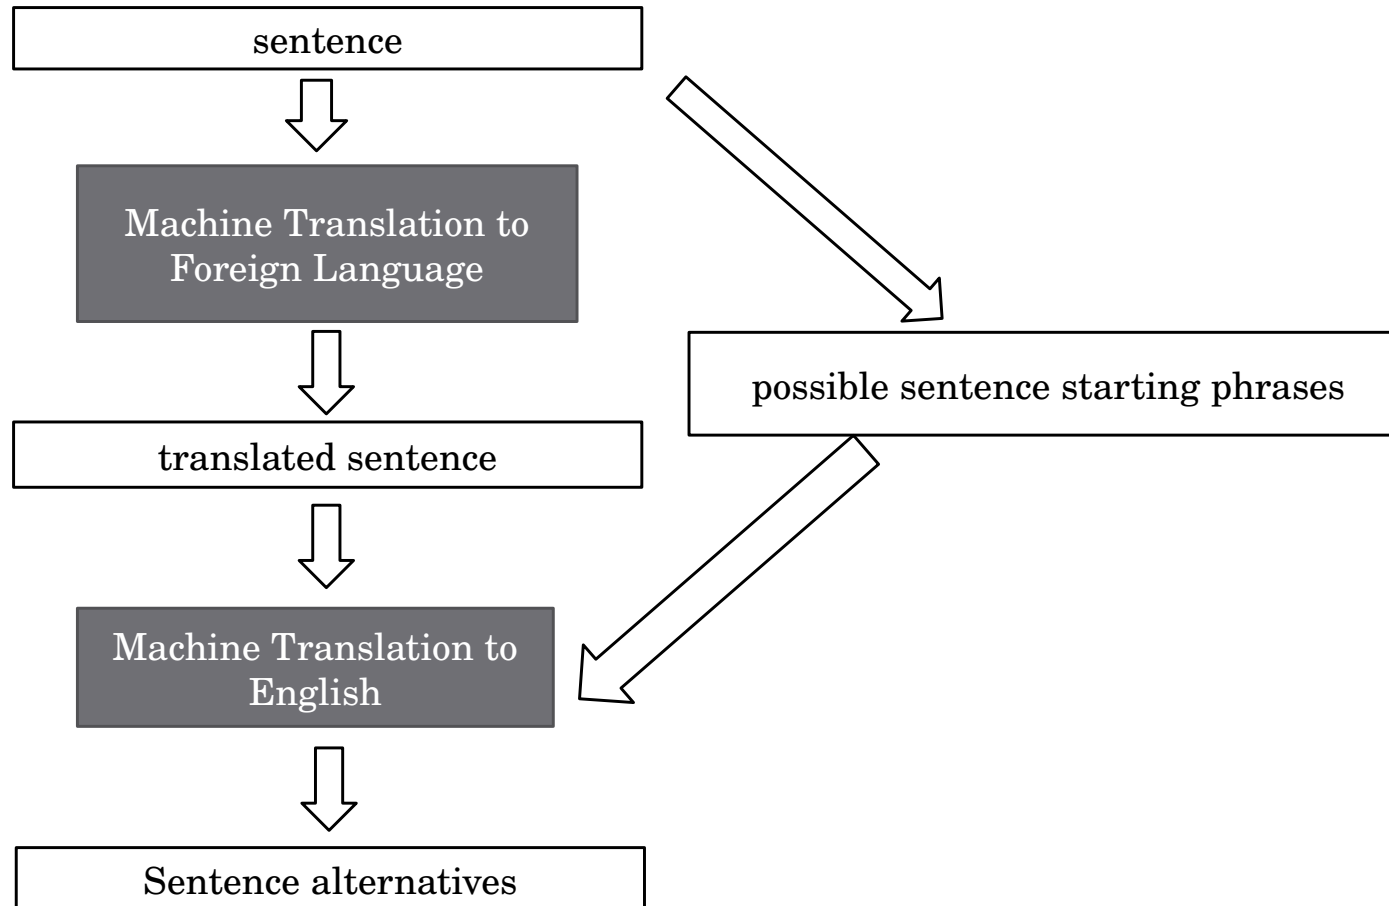 sentence
Machine Translation to
Foreign Language
possible sentence starting phrases
translated sentence
Machine Translation to
English
Sentence alternatives